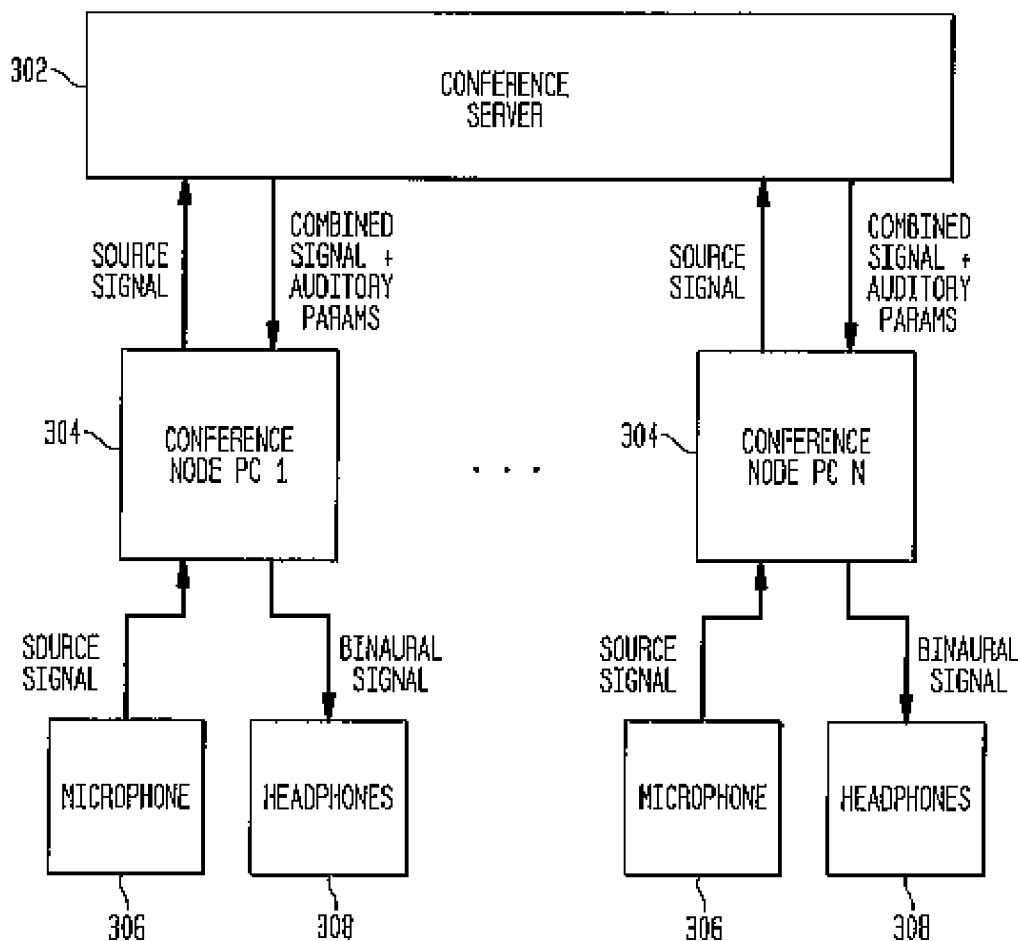 302
CONFERENCE
SERVER
SOURCE
SIGNAL
COMBINED
SIGNAL +
AUDITORY
PARAMS
SOURCE
SIGNAL
COMBINED
SIGNAL +
AUDITORY
PARAMS
304
CONFERENCE
NODE PC 1
. . .
304
CONFERENCE
NODE PC N
SOURCE
SIGNAL
BINAURAL
SIGNAL
SOURCE
SIGNAL
BINAURAL
SIGNAL
MICROPHONE
HEADPHONES
MICROPHONE
HEADPHONES
306
308
306
308